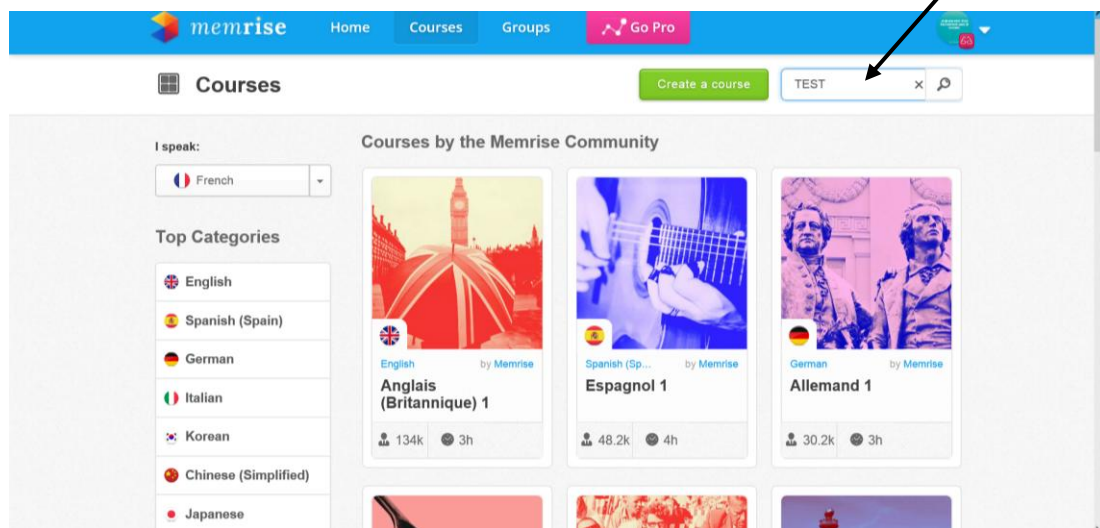 memrise Home Courses Groups Go Pro
Courses Create a course TEST
I speak:
French
Top Categories
English
Spanish (Spain)
German
Italian
Korean
Chinese (Simplified)
Japanese
Courses by the Memrise Community
English by Memrise
Anglais
(Britannique) 1
134k 3h
Spanish (Sp... by Memrise
Espagnol 1
48.2k 4h
German by Memrise
Allemand 1
30.2k 3h